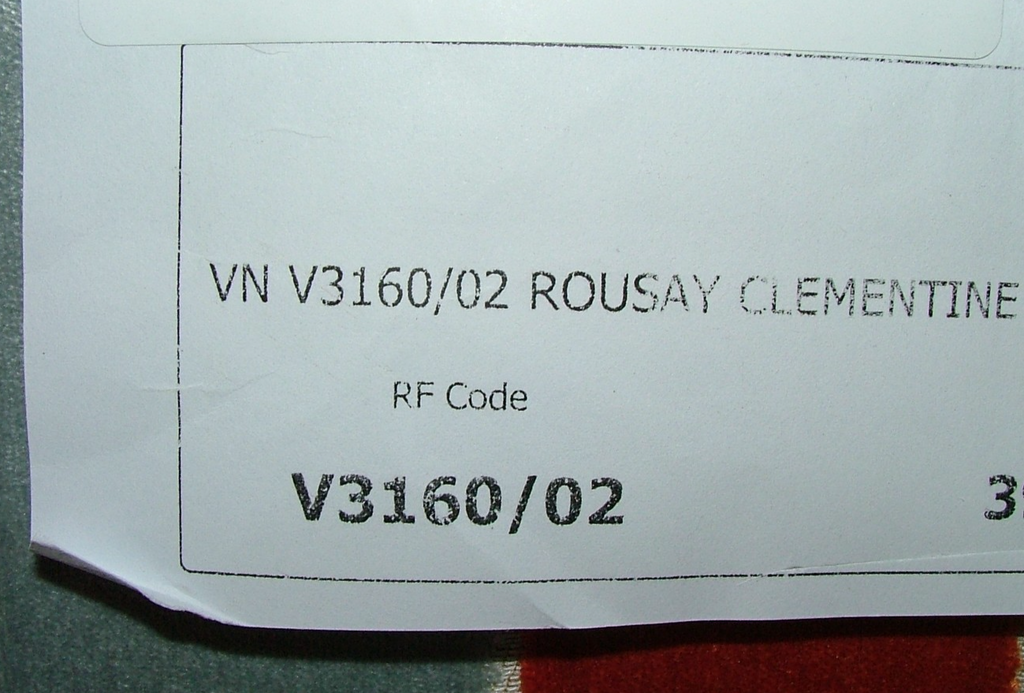 VN V3160/02 ROUSAY CLEMENTINE
RF Code
V3160/02